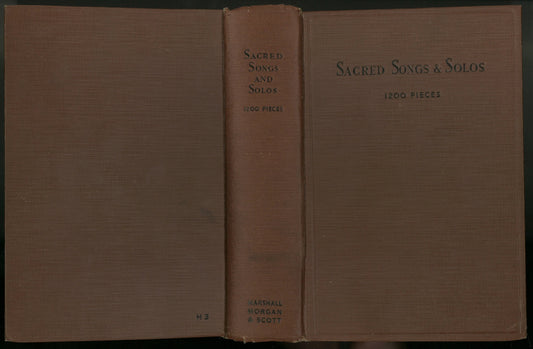 SACRED
SONGS
AND
SOLOS
1200 PIECES
MARSHALL
MORGAN
& SCOTT
SACRED SONGS & SOLOS
1200 PIECES
H 3